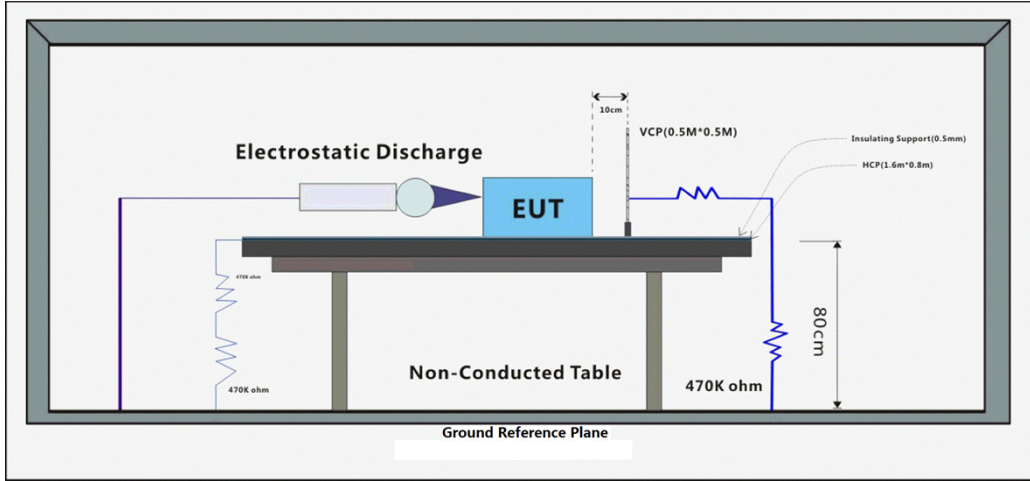 10cm
VCP(0.5M*0.5M)
Insulating Support(0.5mm)
Electrostatic Discharge
HCP(1.6m*0.8m)
EUT
470K ohm
80cm
Non-Conducted Table
470K ohm
470K ohm
Ground Reference Plane